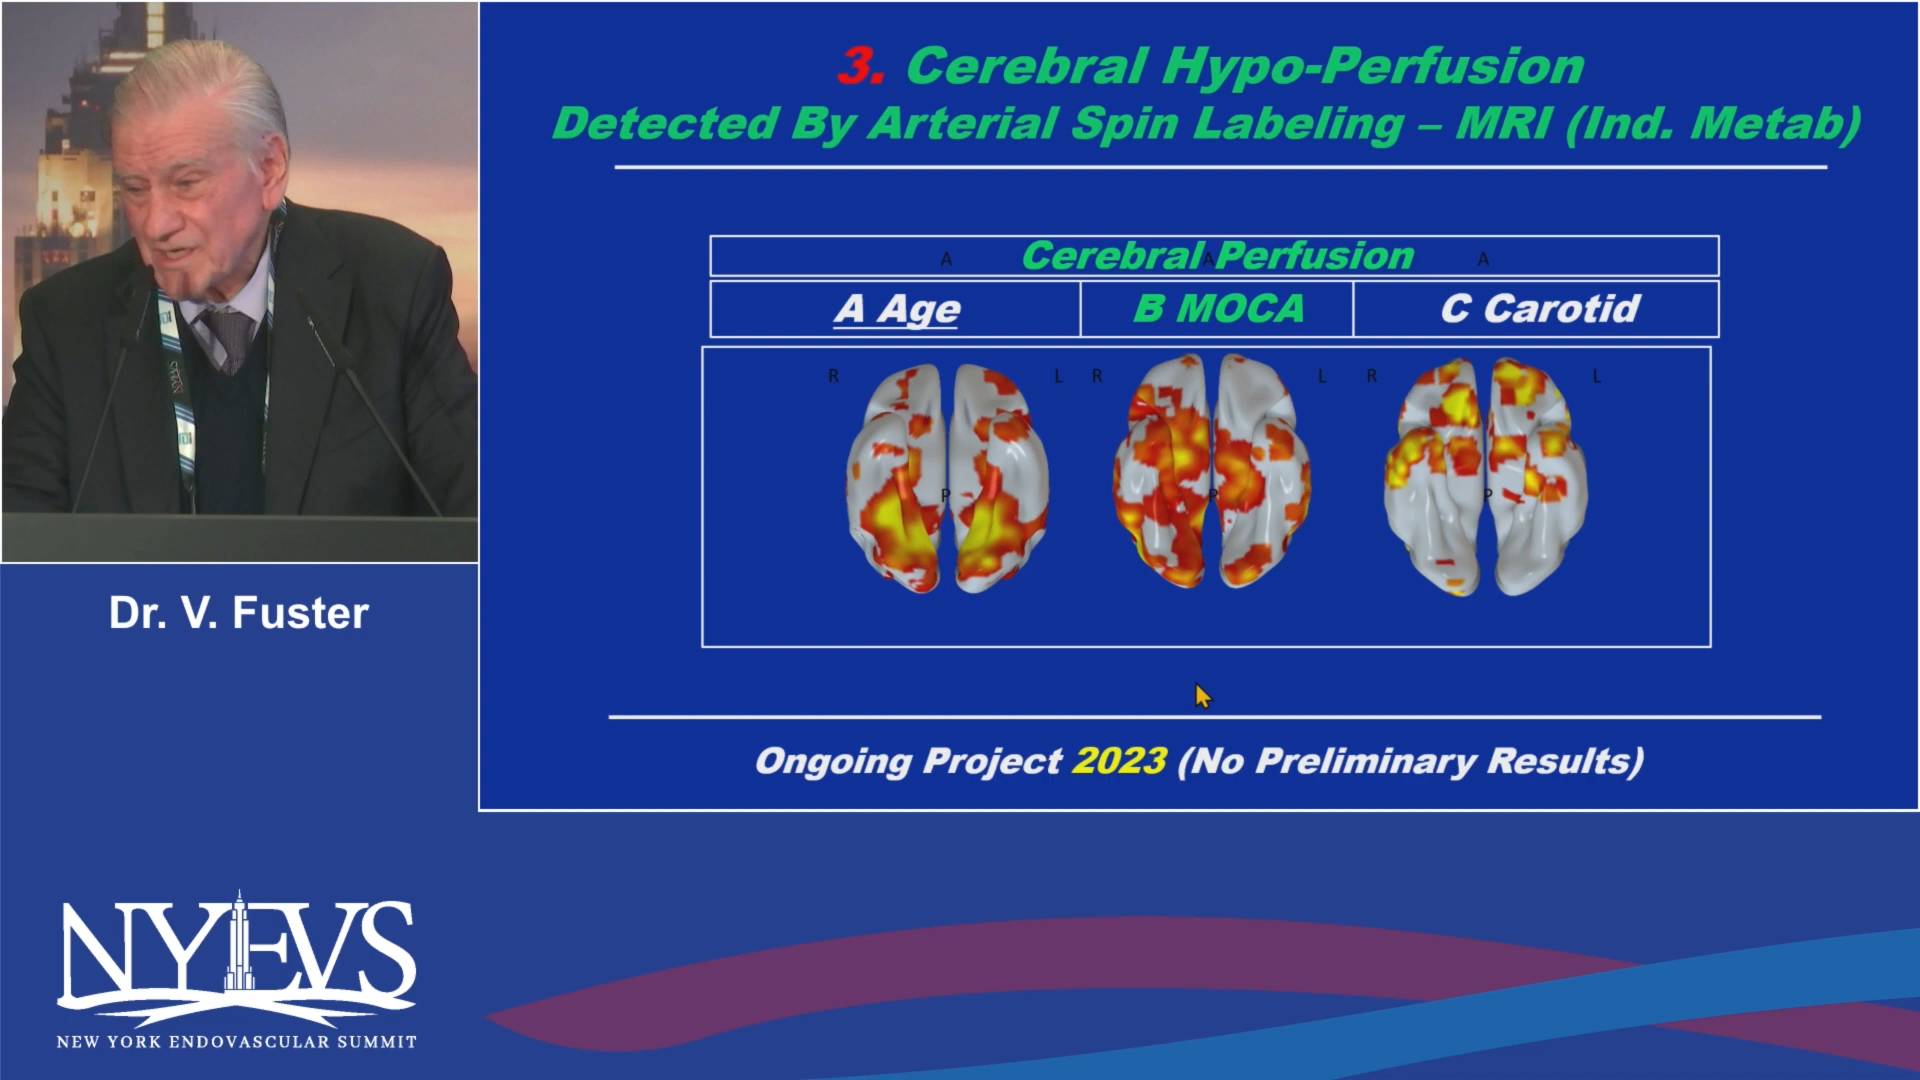 3. Cerebral Hypo-Perfusion
Detected By Arterial Spin Labeling – MRI (Ind. Metab)
Cerebral Perfusion
A A A
A Age
B MOCA
C Carotid
R L R L R L
P P P
Ongoing Project 2023 (No Preliminary Results)
Dr. V. Fuster
NYEVS
NEW YORK ENDOVASCULAR SUMMIT